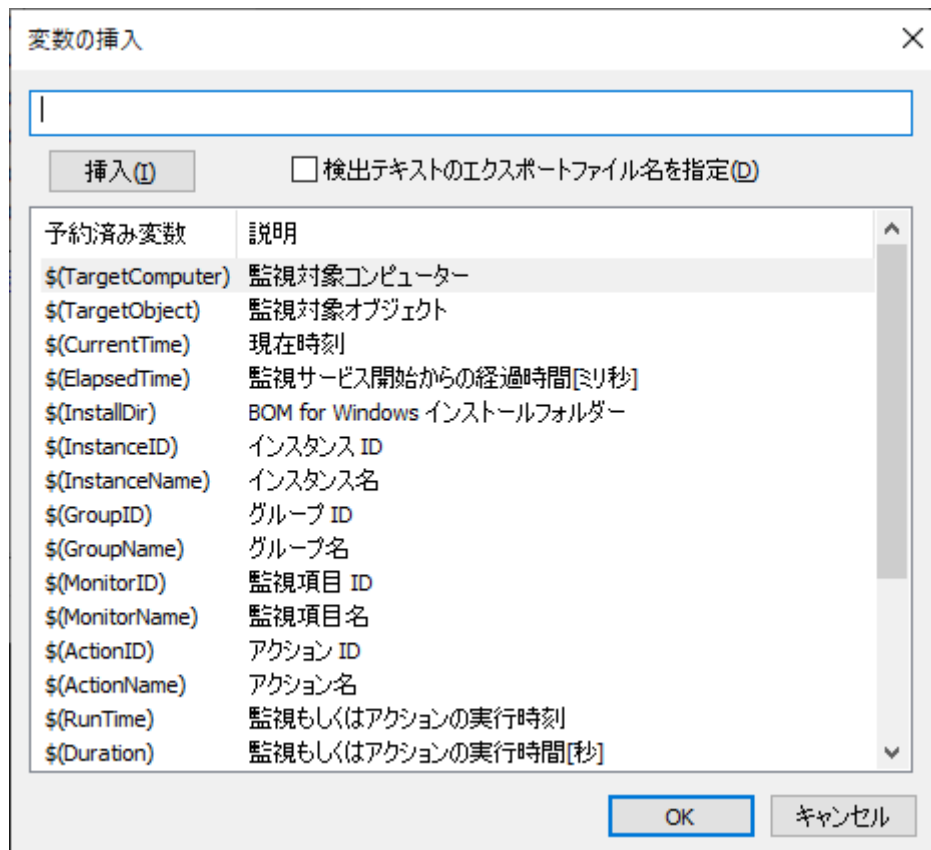 変数の挿入
挿入(I) 検出テキストのエクスポートファイル名を指定(D)
予約済み変数 説明
$(TargetComputer) 監視対象コンピューター
$(TargetObject) 監視対象オブジェクト
$(CurrentTime) 現在時刻
$(ElapsedTime) 監視サービス開始からの経過時間[ミリ秒]
$(InstallDir) BOM for Windows インストールフォルダー
$(InstanceID) インスタンス ID
$(InstanceName) インスタンス名
$(GroupID) グループ ID
$(GroupName) グループ名
$(MonitorID) 監視項目 ID
$(MonitorName) 監視項目名
$(ActionID) アクション ID
$(ActionName) アクション名
$(RunTime) 監視もしくはアクションの実行時刻
$(Duration) 監視もしくはアクションの実行時間[秒]
OK キャンセル